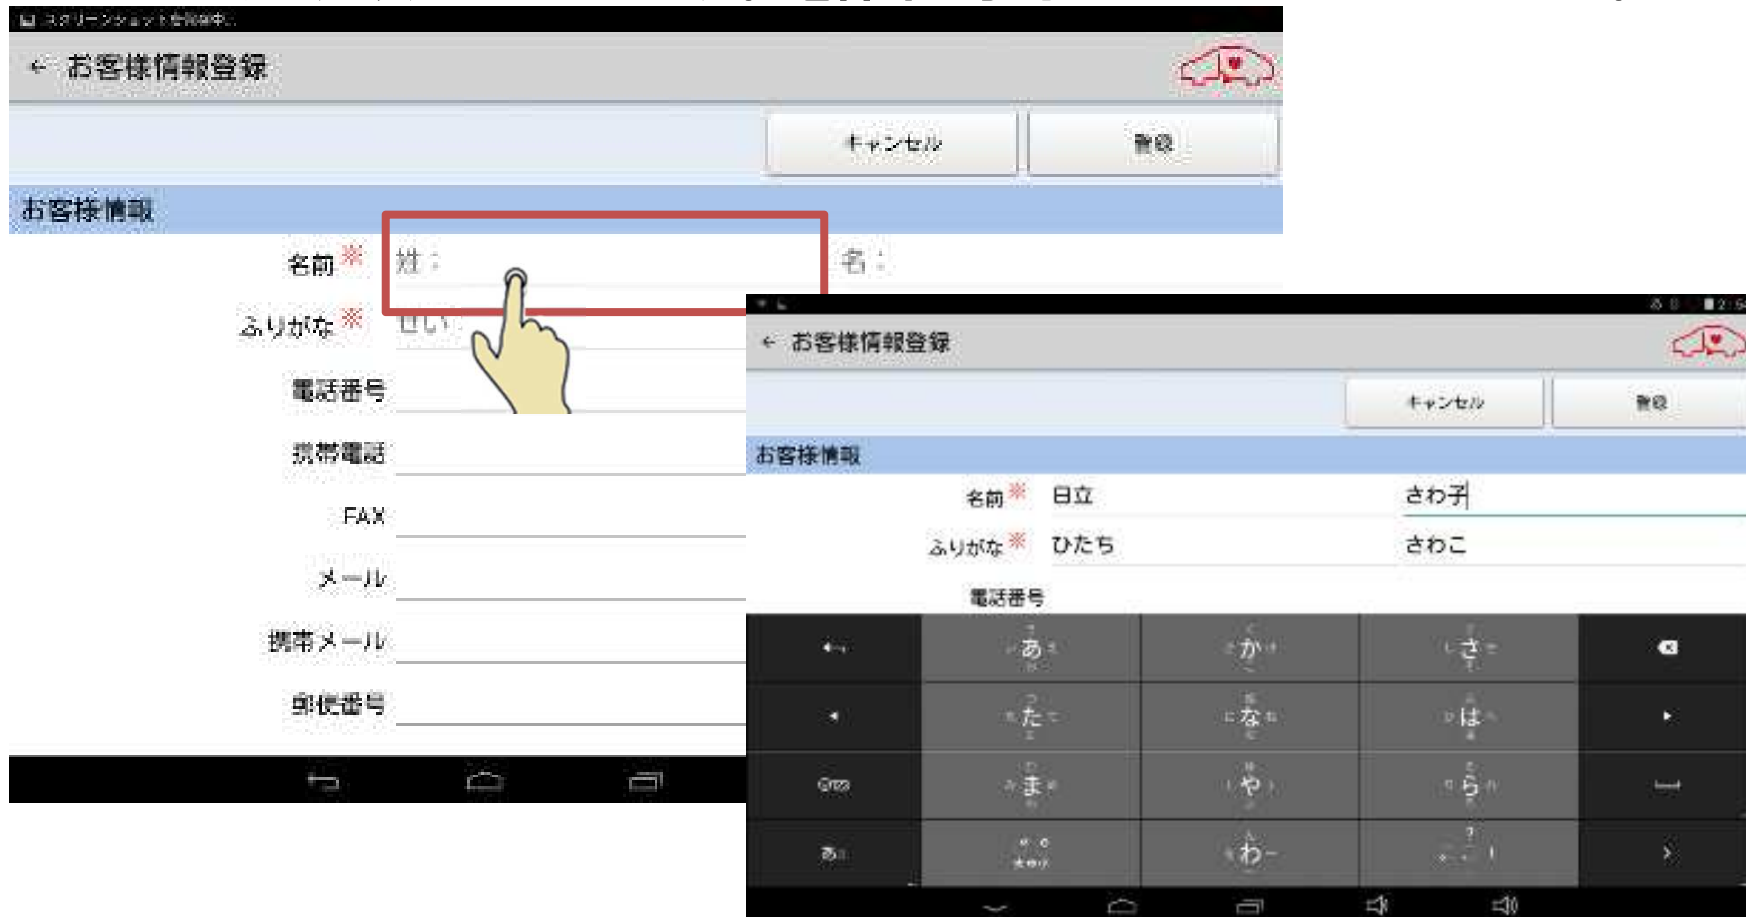 ← お客様情報登録
キャンセル 登録
お客様情報
名前※ 姓： 名：
ふりがな※ せい
電話番号
携帯電話
FAX
メール
携帯メール
郵便番号
← お客様情報登録
キャンセル 登録
お客様情報
名前※ 日立 さわ子
ふりがな※ ひたち さわこ
電話番号
あ か さ
た な は
ま や ら
わ